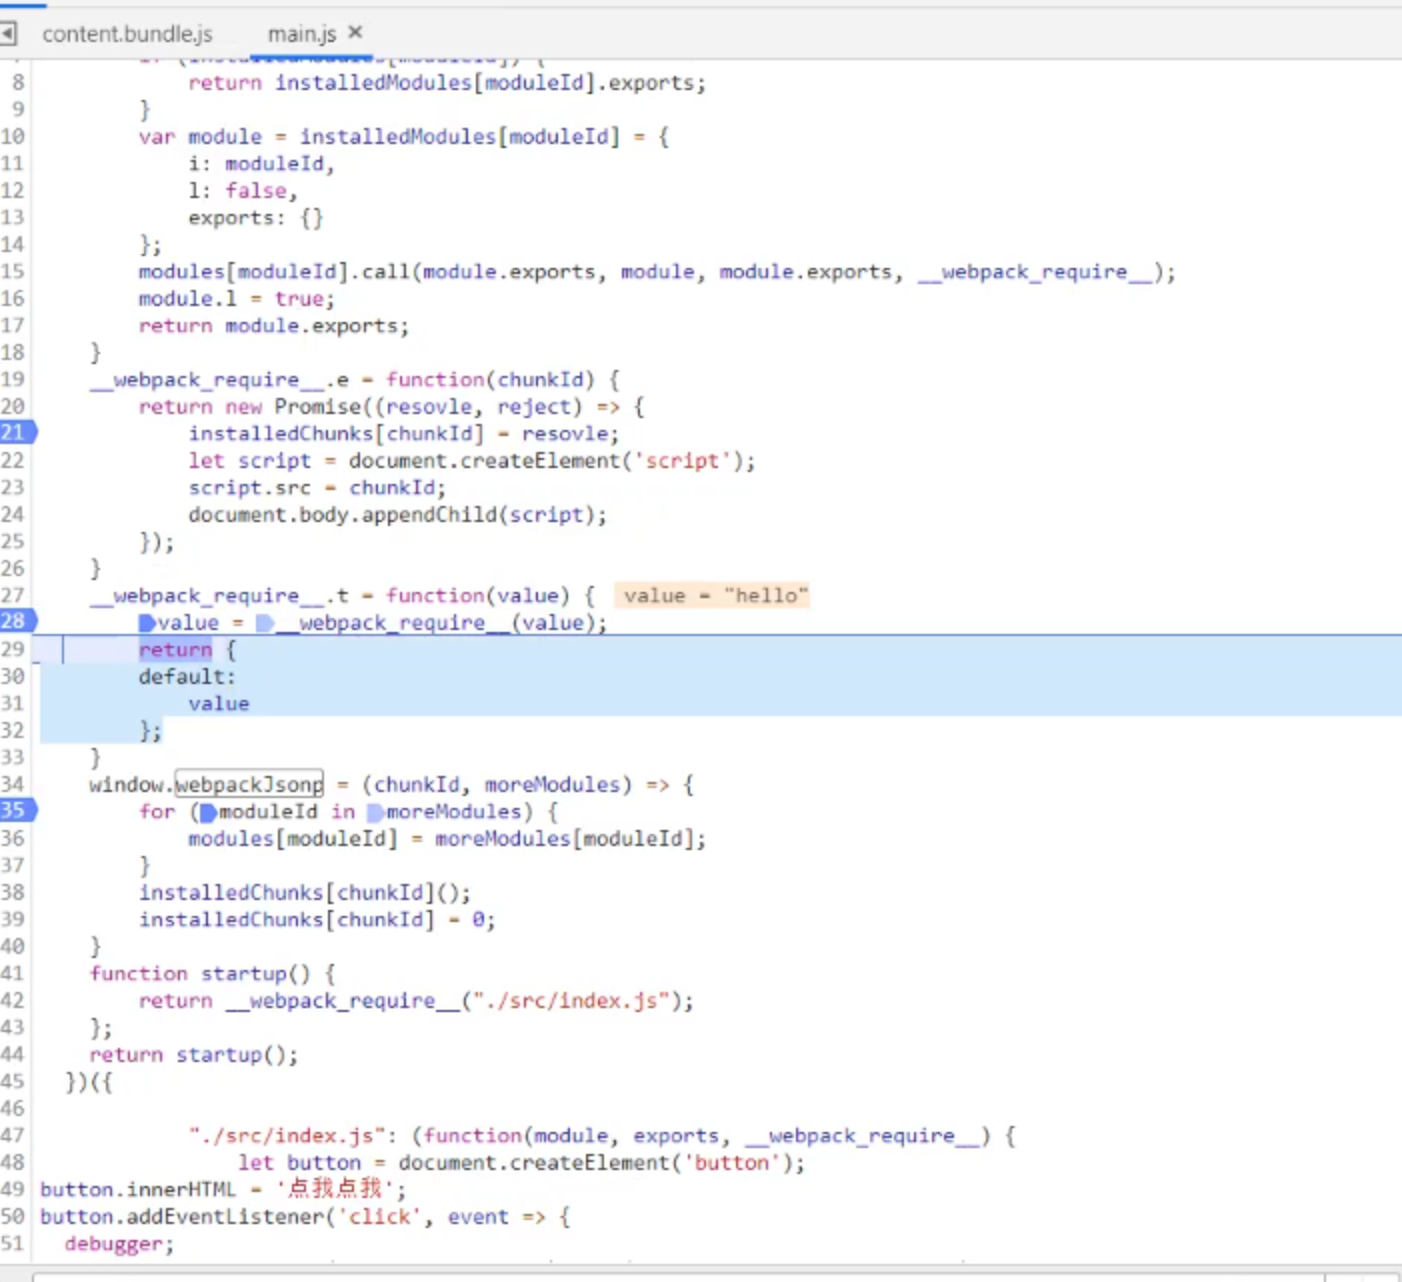 content.bundle.js main.js ×
if (installedModules[moduleId]) {
8 return installedModules[moduleId].exports;
9 }
10 var module = installedModules[moduleId] = {
11 i: moduleId,
12 l: false,
13 exports: {}
14 };
15 modules[moduleId].call(module.exports, module, module.exports, __webpack_require__);
16 module.l = true;
17 return module.exports;
18 }
19 __webpack_require__.e = function(chunkId) {
20 return new Promise((resovle, reject) => {
21 installedChunks[chunkId] = resovle;
22 let script = document.createElement('script');
23 script.src = chunkId;
24 document.body.appendChild(script);
25 });
26 }
27 __webpack_require__.t = function(value) { value = "hello"
28 value = __webpack_require__(value);
29 return {
30 default:
31 value
32 };
33 }
34 window.webpackJsonp = (chunkId, moreModules) => {
35 for (moduleId in moreModules) {
36 modules[moduleId] = moreModules[moduleId];
37 }
38 installedChunks[chunkId]();
39 installedChunks[chunkId] = 0;
40 }
41 function startup() {
42 return __webpack_require__("./src/index.js");
43 };
44 return startup();
45 })({
46
47 "./src/index.js": (function(module, exports, __webpack_require__) {
48 let button = document.createElement('button');
49 button.innerHTML = '点我点我';
50 button.addEventListener('click', event => {
51 debugger;